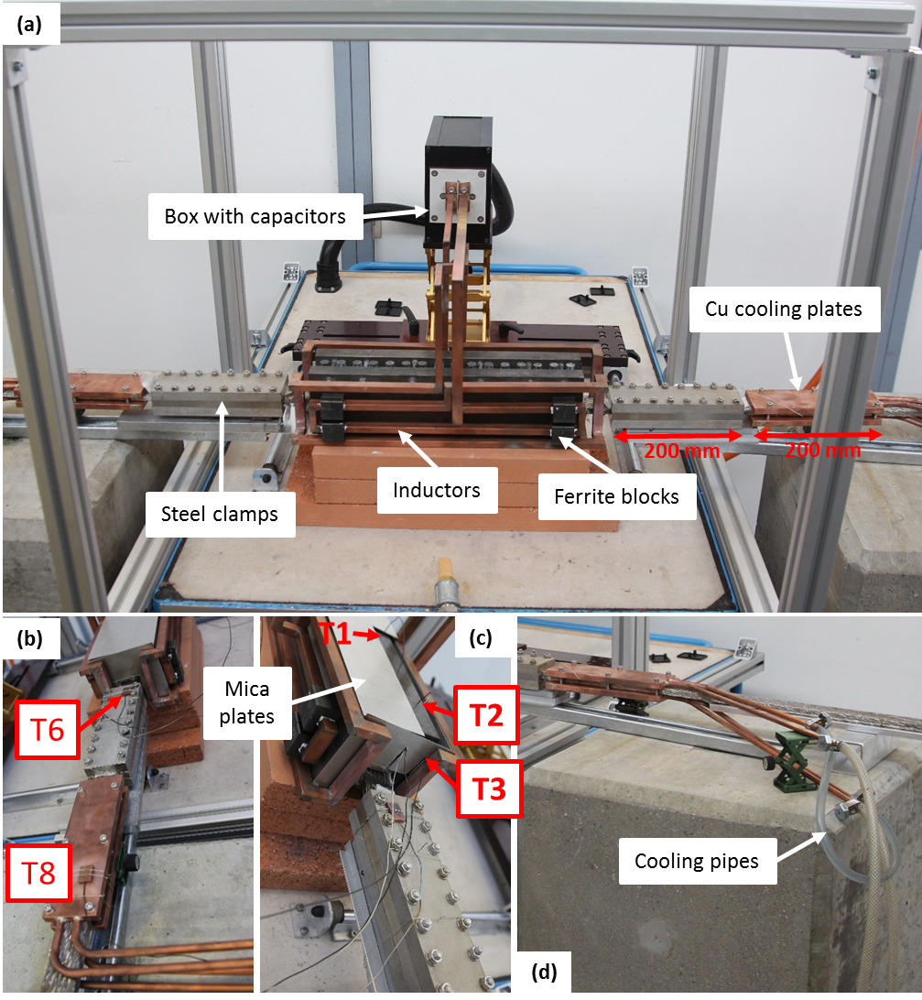 (a)
Box with capacitors
Cu cooling plates
200 mm
200 mm
Inductors
Ferrite blocks
Steel clamps
(b)
T6
T8
T1
(c)
Mica
plates
T2
T3
Cooling pipes
(d)